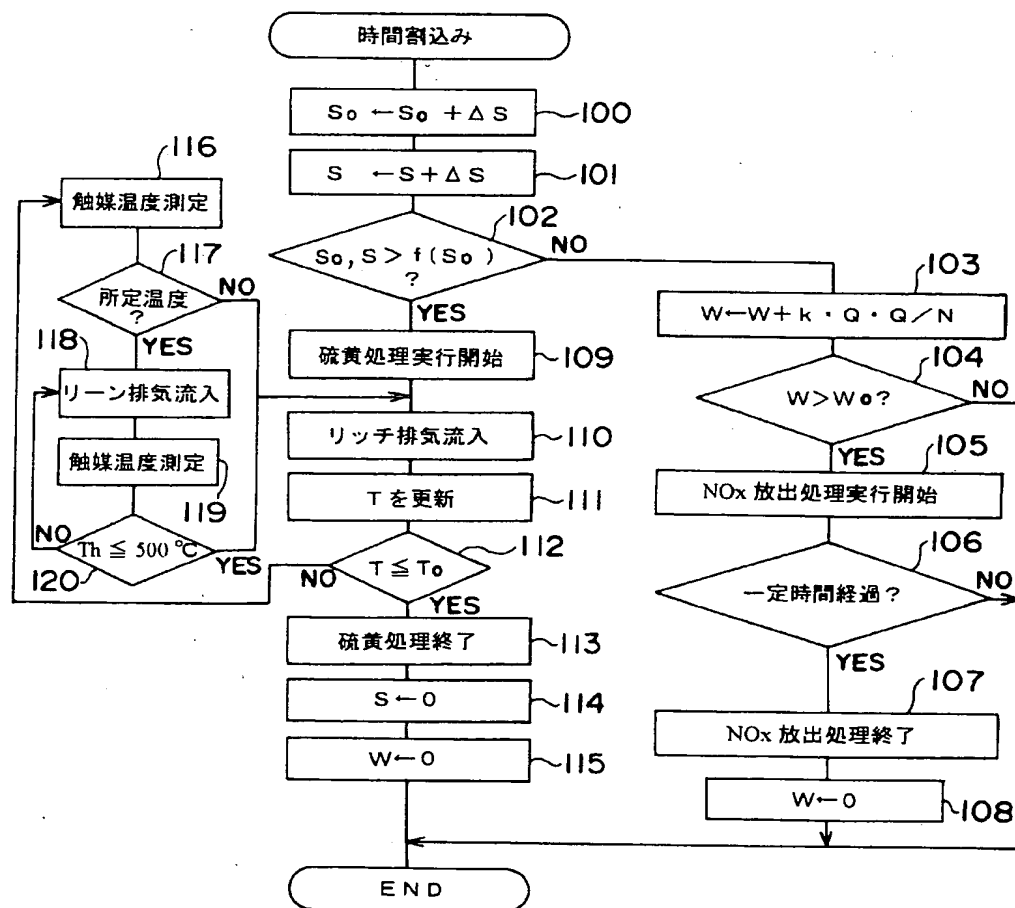 時間割込み
So ← So + ΔS
100
S ← S + ΔS
101
So, S > f(So)
?
102
NO
YES
W←W+k・Q・Q/N
103
W>Wo?
104
NO
YES
NOx 放出処理実行開始
105
一定時間経過?
106
NO
YES
NOx 放出処理終了
107
W←0
108
硫黄処理実行開始
109
リッチ排気流入
110
Tを更新
111
T≦To
112
NO
YES
硫黄処理終了
113
S←0
114
W←0
115
触媒温度測定
116
所定温度
?
117
NO
YES
リーン排気流入
118
触媒温度測定
119
Th ≦ 500 ℃
120
NO
YES
END